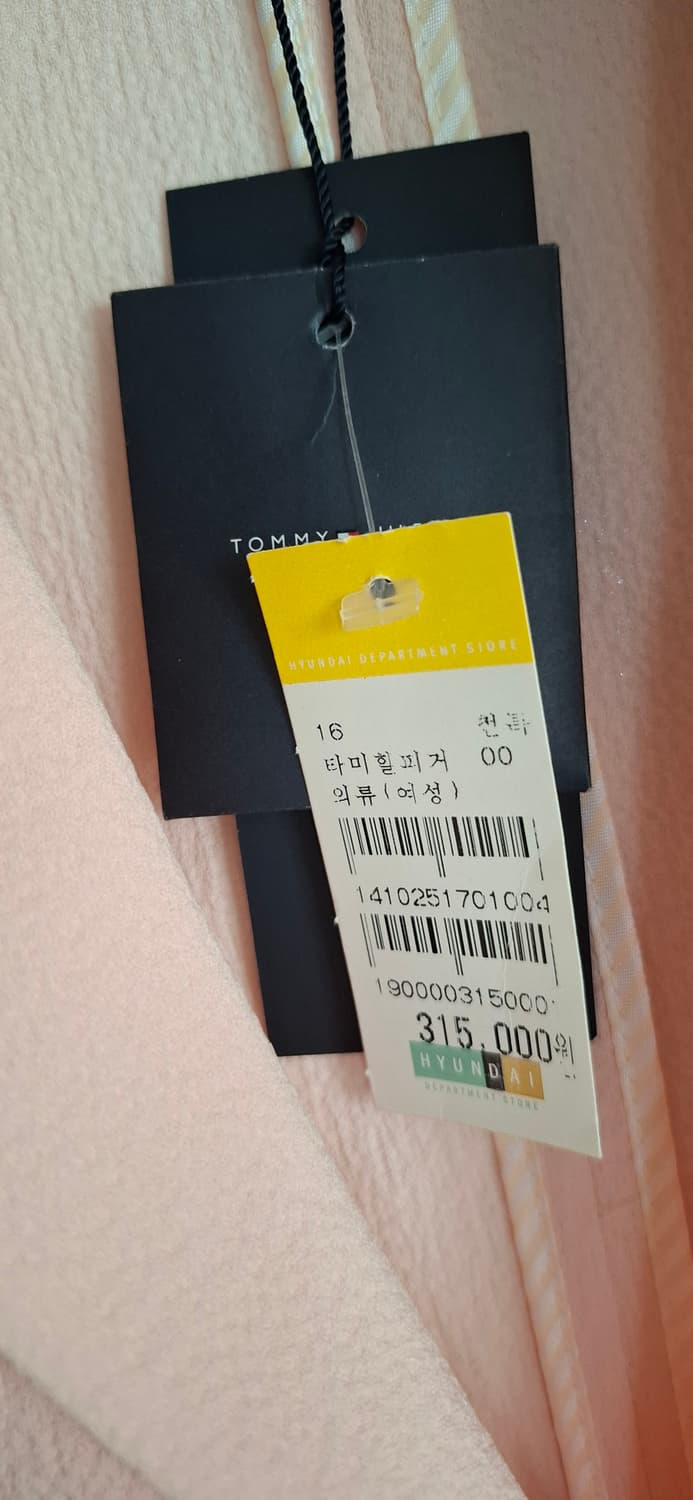 TOMMY
HYUNDAI DEPARTMENT STORE
16
타미힐피거 00
의류(여성)
1410251701004
190000315000
315,000원
HYUNDAI
DEPARTMENT STORE